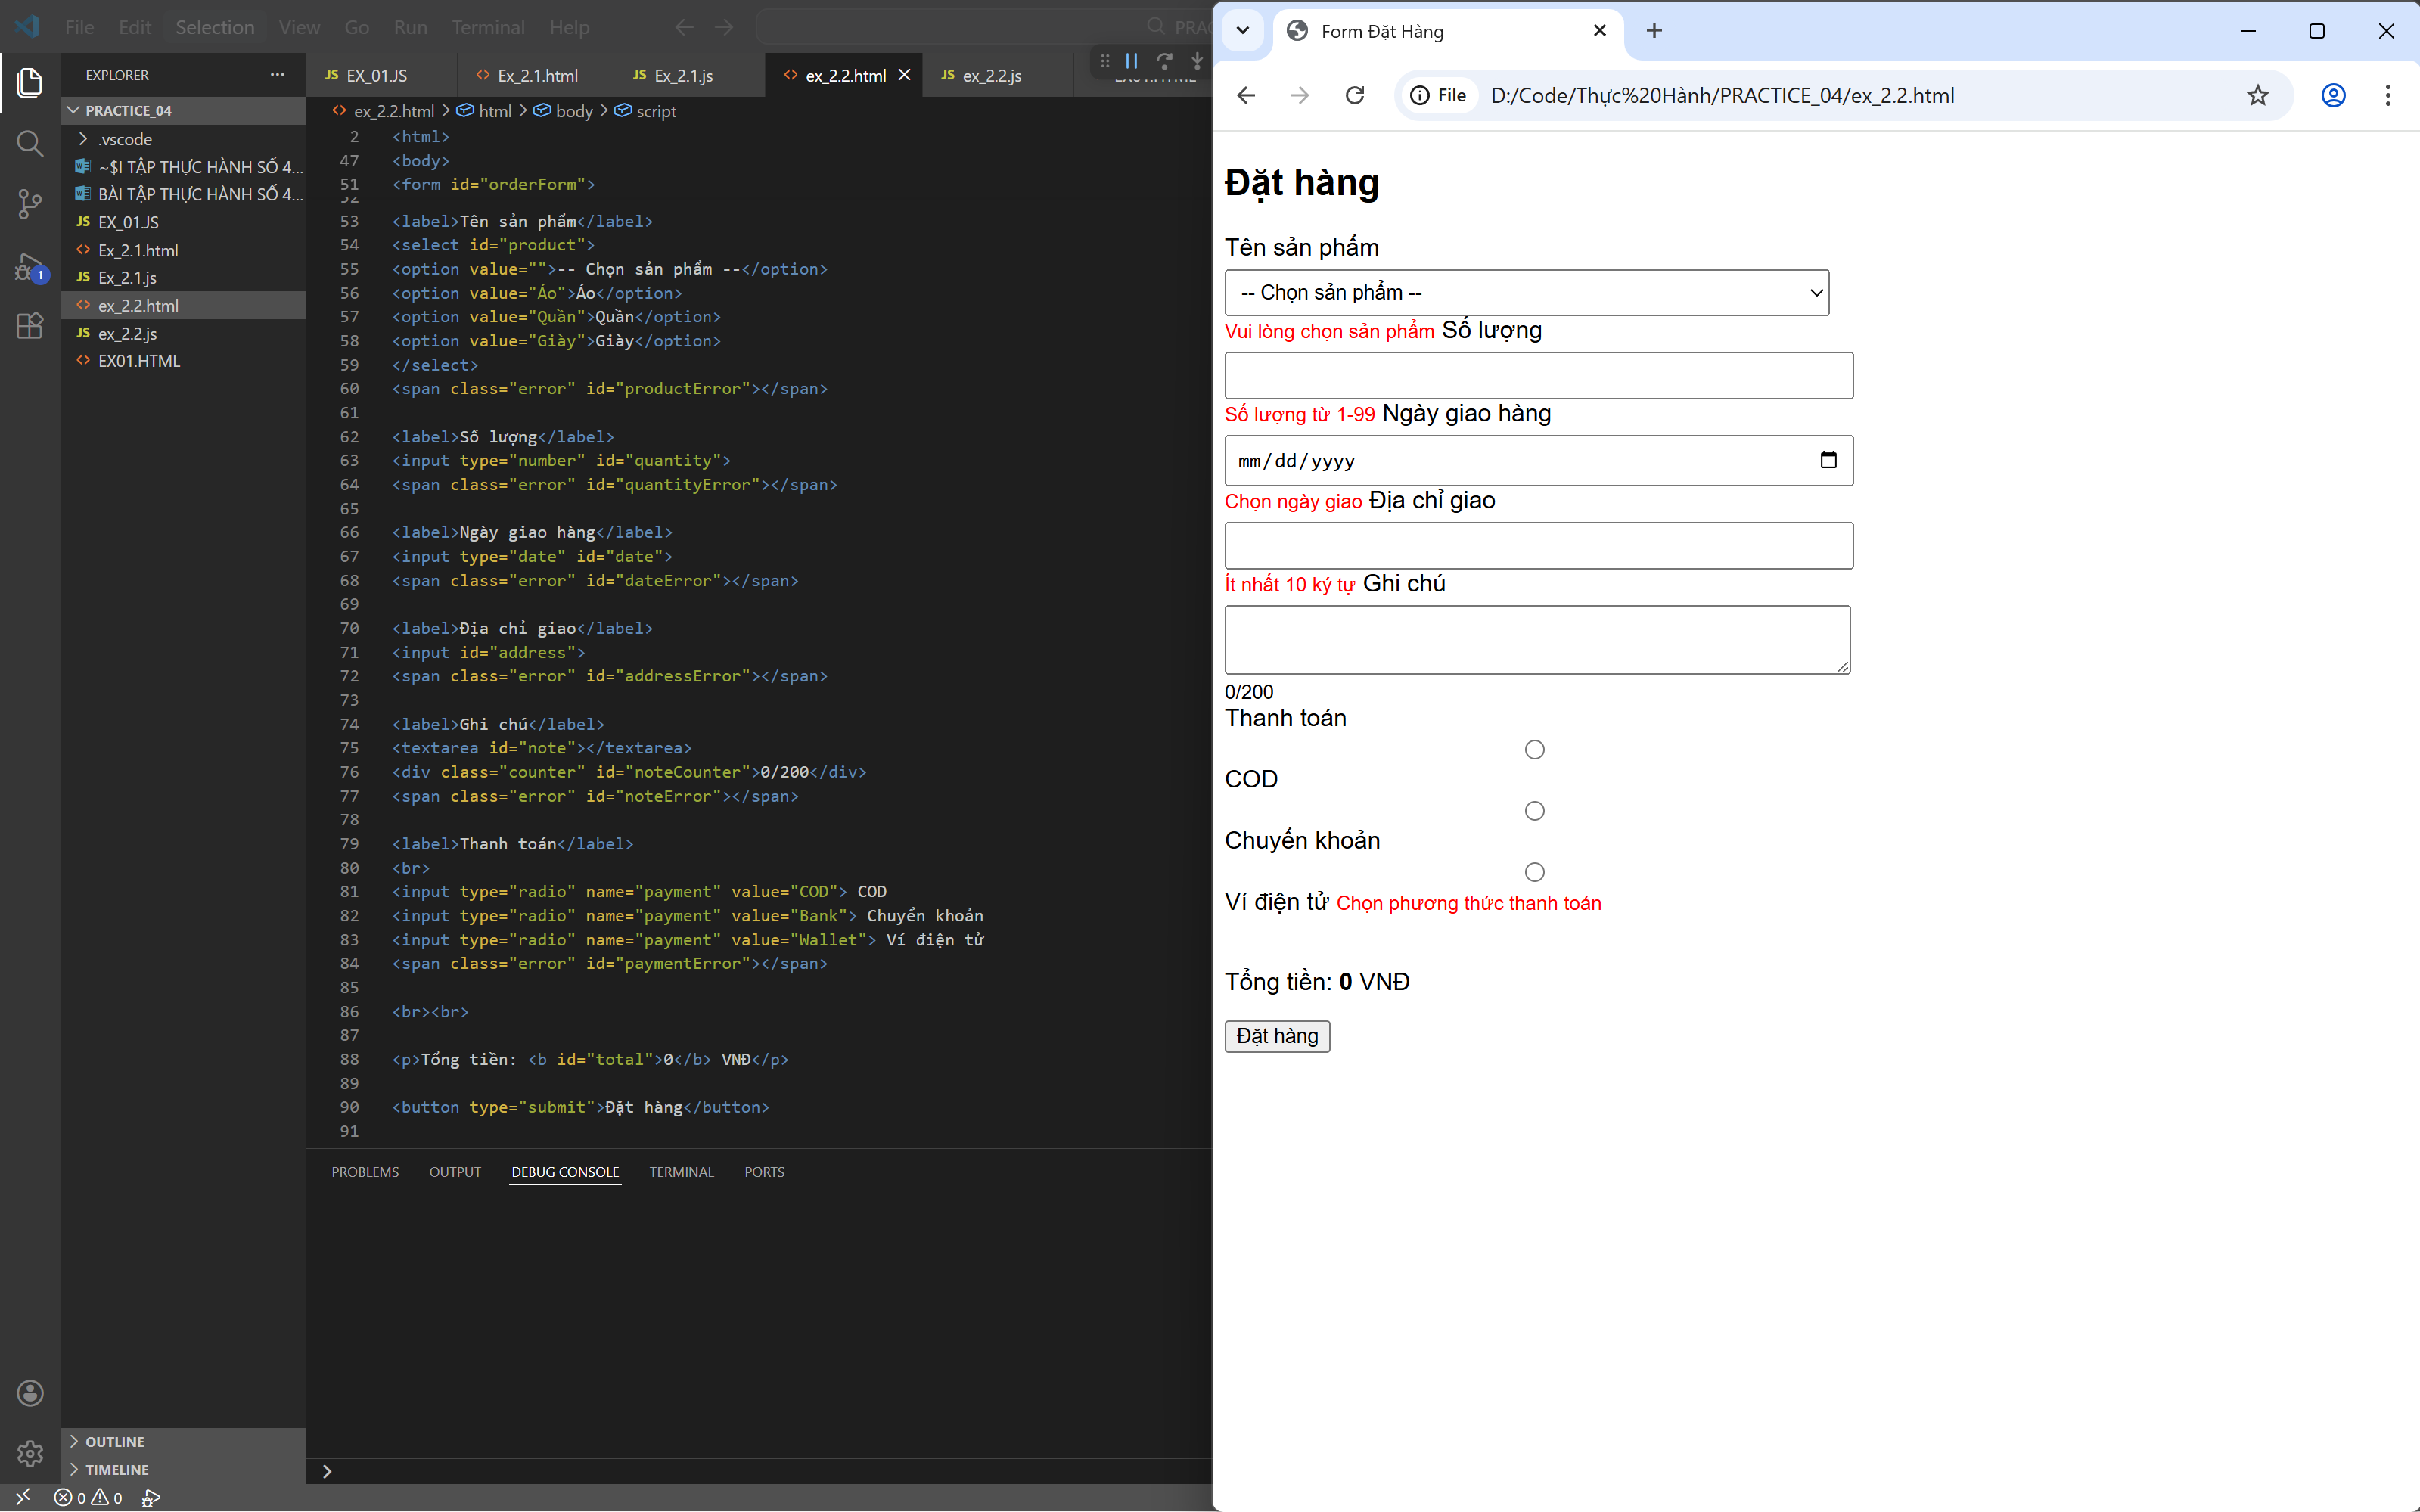 File Edit Selection View Go Run Terminal Help
PRAC
EXPLORER
PRACTICE_04
.vscode
~$I TẬP THỰC HÀNH SỐ 4...
BÀI TẬP THỰC HÀNH SỐ 4...
JS EX_01.JS
Ex_2.1.html
JS Ex_2.1.js
ex_2.2.html
JS ex_2.2.js
EX01.HTML
1
OUTLINE
TIMELINE
0 0
JS EX_01.JS
Ex_2.1.html
JS Ex_2.1.js
ex_2.2.html
JS ex_2.2.js
ex_2.2.html > html > body > script
2 <html>
47 <body>
51 <form id="orderForm">
52
53 <label>Tên sản phẩm</label>
54 <select id="product">
55 <option value="">-- Chọn sản phẩm --</option>
56 <option value="Áo">Áo</option>
57 <option value="Quần">Quần</option>
58 <option value="Giày">Giày</option>
59 </select>
60 <span class="error" id="productError"></span>
61
62 <label>Số lượng</label>
63 <input type="number" id="quantity">
64 <span class="error" id="quantityError"></span>
65
66 <label>Ngày giao hàng</label>
67 <input type="date" id="date">
68 <span class="error" id="dateError"></span>
69
70 <label>Địa chỉ giao</label>
71 <input id="address">
72 <span class="error" id="addressError"></span>
73
74 <label>Ghi chú</label>
75 <textarea id="note"></textarea>
76 <div class="counter" id="noteCounter">0/200</div>
77 <span class="error" id="noteError"></span>
78
79 <label>Thanh toán</label>
80 <br>
81 <input type="radio" name="payment" value="COD"> COD
82 <input type="radio" name="payment" value="Bank"> Chuyển khoản
83 <input type="radio" name="payment" value="Wallet"> Ví điện tử
84 <span class="error" id="paymentError"></span>
85
86 <br><br>
87
88 <p>Tổng tiền: <b id="total">0</b> VNĐ</p>
89
90 <button type="submit">Đặt hàng</button>
91
PROBLEMS OUTPUT DEBUG CONSOLE TERMINAL PORTS
Form Đặt Hàng
File D:/Code/Thực%20Hành/PRACTICE_04/ex_2.2.html
Đặt hàng
Tên sản phẩm
-- Chọn sản phẩm --
Vui lòng chọn sản phẩm Số lượng
Số lượng từ 1-99 Ngày giao hàng
mm/dd/yyyy
Chọn ngày giao Địa chỉ giao
Ít nhất 10 ký tự Ghi chú
0/200
Thanh toán
COD
Chuyển khoản
Ví điện tử Chọn phương thức thanh toán
Tổng tiền: 0 VNĐ
Đặt hàng